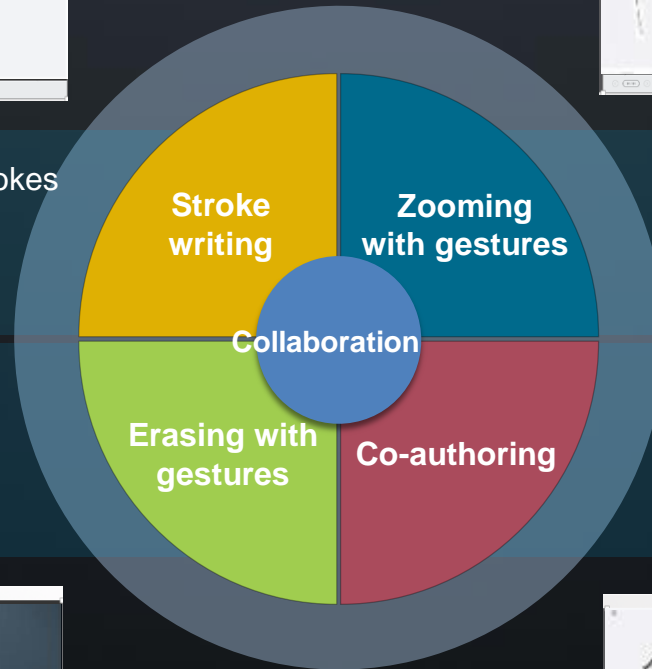 Stroke
writing
Zooming
with gestures
Collaboration
Erasing with
gestures
Co-authoring